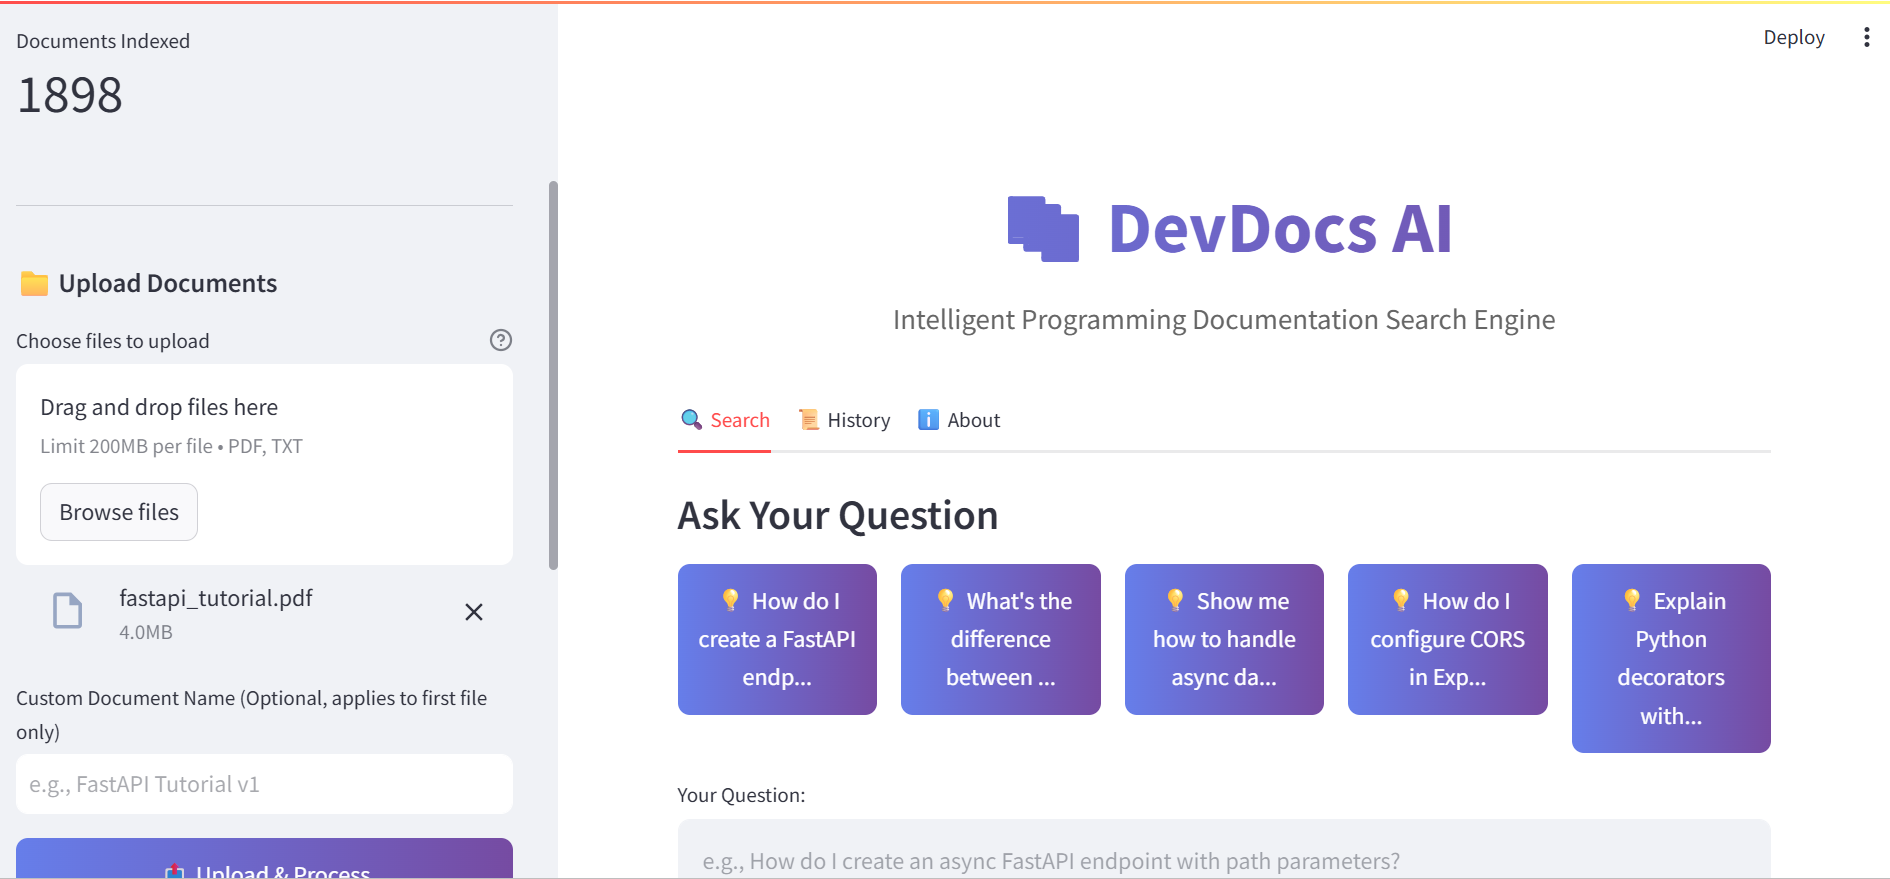 Documents Indexed
1898
Upload Documents
Choose files to upload
Drag and drop files here
Limit 200MB per file • PDF, TXT
Browse files
fastapi_tutorial.pdf
4.0MB
Custom Document Name (Optional, applies to first file
only)
e.g., FastAPI Tutorial v1
Upload & Process
Deploy
DevDocs AI
Intelligent Programming Documentation Search Engine
Search
History
About
Ask Your Question
How do I
create a FastAPI
endp...
What's the
difference
between ...
Show me
how to handle
async da...
How do I
configure CORS
in Exp...
Explain
Python
decorators
with...
Your Question:
e.g., How do I create an async FastAPI endpoint with path parameters?